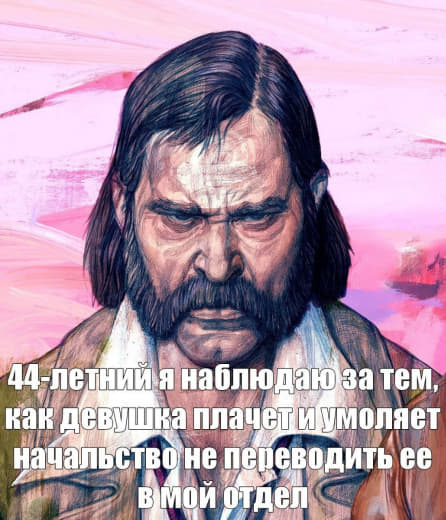 44-летний я наблюдаю за тем,
как девушка плачет и умоляет
начальство не переводить ее
в мой отдел